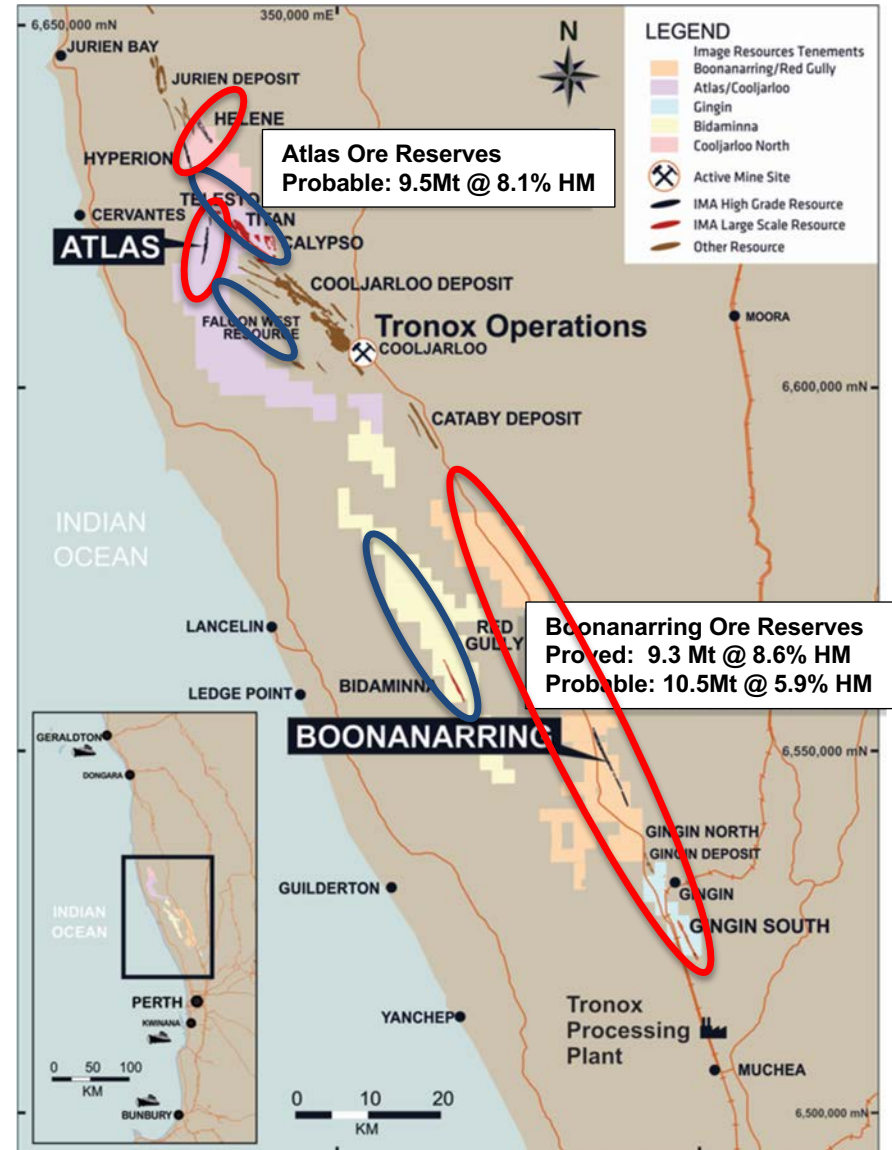 6,650,000 mN
350,000 mE
JURIEN BAY
JURIEN DEPOSIT
HELENE
HYPERION
N
LEGEND
Image Resources Tenements
Boonanarring/Red Gully
Atlas/Cooljarloo
Gingin
Bidaminna
Cooljarloo North
Active Mine Site
IMA High Grade Resource
IMA Large Scale Resource
Other Resource
Atlas Ore Reserves
Probable: 9.5Mt @ 8.1% HM
TELESTO
TITAN
CERVANTES
ATLAS
CALYPSO
COOLJARLOO DEPOSIT
FALCON WEST
RESOURCE
Tronox Operations
COOLJARLOO
MOORA
6,600,000 mN
CATABY DEPOSIT
INDIAN
OCEAN
LANCELIN
RED
GULLY
Boonanarring Ore Reserves
Proved: 9.3 Mt @ 8.6% HM
Probable: 10.5Mt @ 5.9% HM
BIDAMINNA
LEDGE POINT
BOONANARRING
6,550,000 mN
GINGIN NORTH
GINGIN DEPOSIT
GINGIN
GINGIN SOUTH
GUILDERTON
YANCHEP
Tronox
Processing
Plant
MUCHEA
6,500,000 mN
0 10 20
KM
GERALDTON
DONGARA
INDIAN
OCEAN
PERTH
KWINANA
0 50 100
KM
BUNBURY